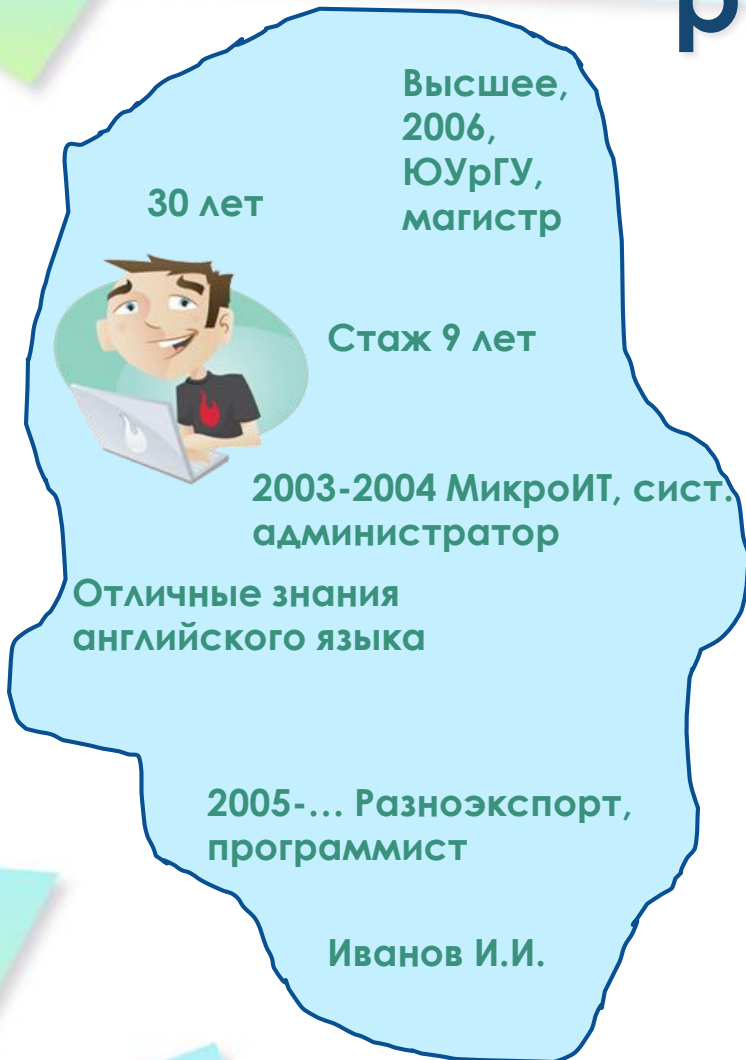 р
Высшее,
2006,
ЮУрГУ,
магистр
30 лет
Стаж 9 лет
2003-2004 МикроИТ, сист.
администратор
Отличные знания
английского языка
2005-... Разноэкспорт,
программист
Иванов И.И.